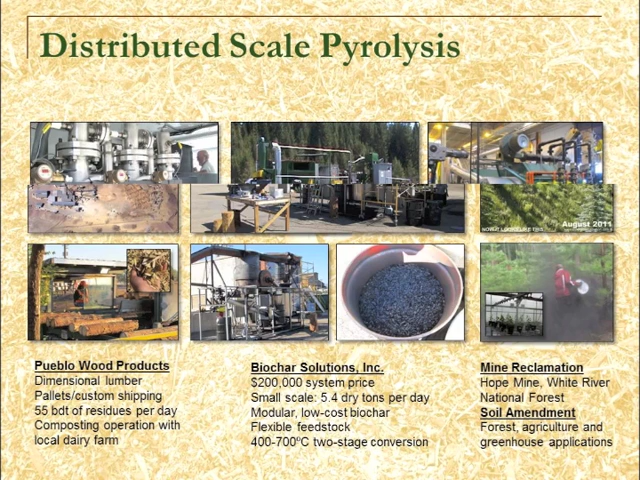 Distributed Scale Pyrolysis
August 2011
Pueblo Wood Products
Dimensional lumber
Pallets/custom shipping
55 bdt of residues per day
Composting operation with
local dairy farm
Biochar Solutions, Inc.
$200,000 system price
Small scale: 5.4 dry tons per day
Modular, low-cost biochar
Flexible feedstock
400-700°C two-stage conversion
Mine Reclamation
Hope Mine, White River
National Forest
Soil Amendment
Forest, agriculture and
greenhouse applications